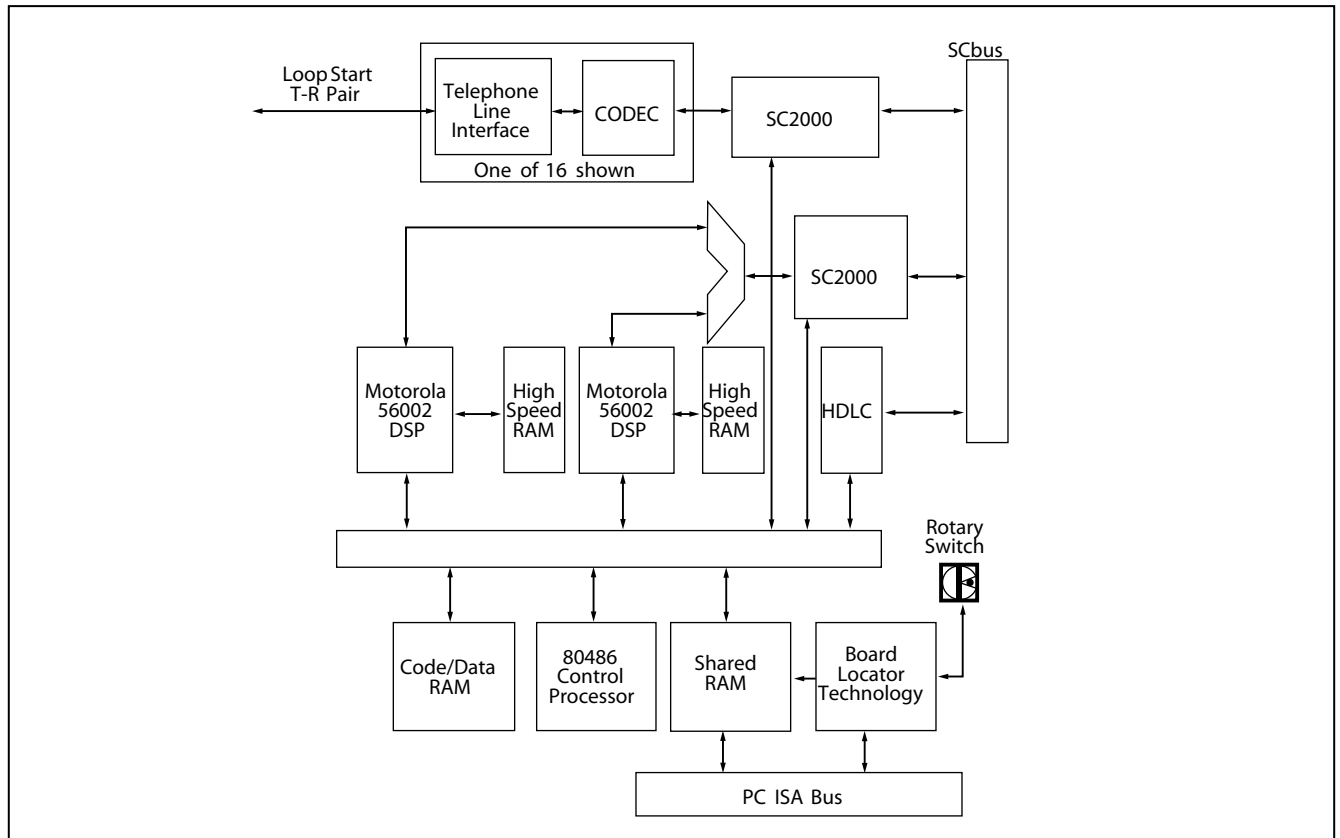 SCbus
Loop Start
T-R Pair
Telephone
Line
Interface
CODEC
SC2000
One of 16 shown
SC2000
Motorola
56002
DSP
High
Speed
RAM
Motorola
56002
DSP
High
Speed
RAM
HDLC
Rotary
Switch
Code/Data
RAM
80486
Control
Processor
Shared
RAM
Board
Locator
Technology
PC ISA Bus